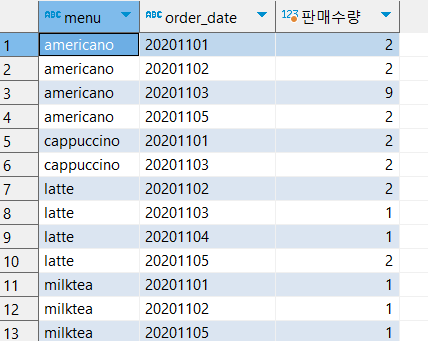 ABC menu ABC order_date 123 판매수량
1 americano 20201101 2
2 americano 20201102 2
3 americano 20201103 9
4 americano 20201105 2
5 cappuccino 20201101 2
6 cappuccino 20201103 2
7 latte 20201102 2
8 latte 20201103 1
9 latte 20201104 1
10 latte 20201105 2
11 milktea 20201101 1
12 milktea 20201102 1
13 milktea 20201105 1